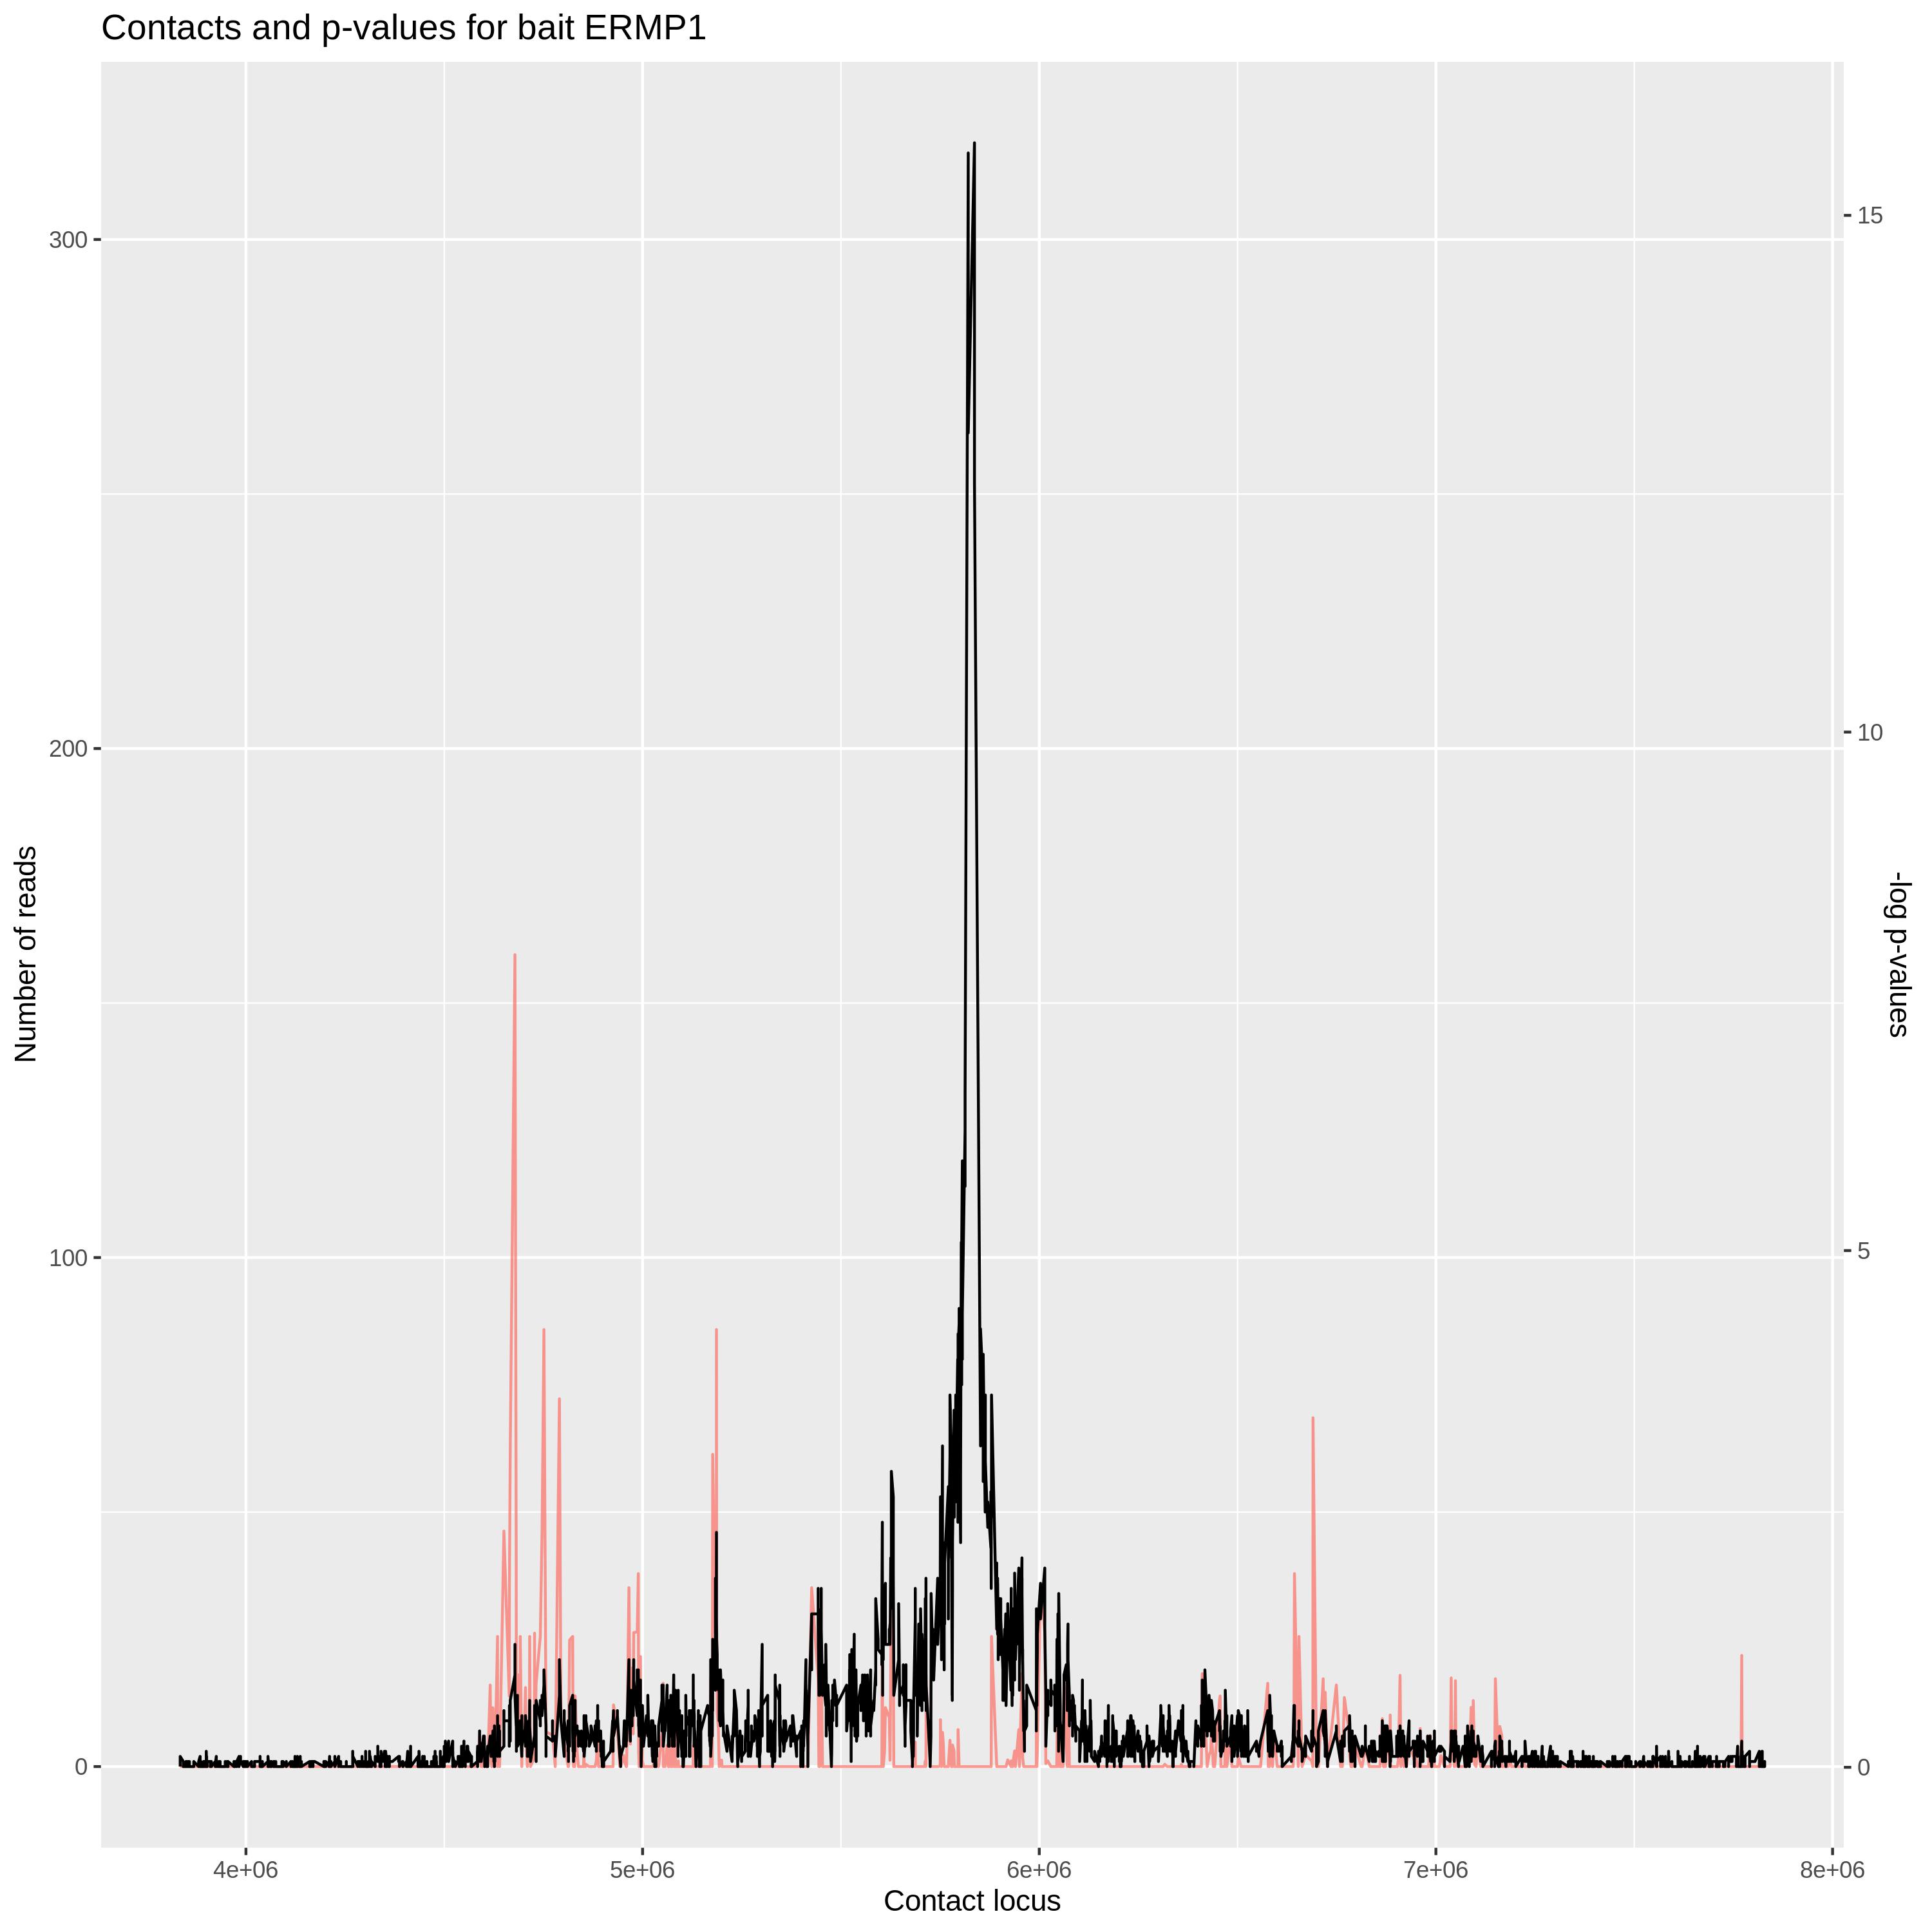 Contacts and p-values for bait ERMP1
Number of reads
300
200
100
0
15
10
5
0
-log p-values
4e+06 5e+06 6e+06 7e+06 8e+06
Contact locus